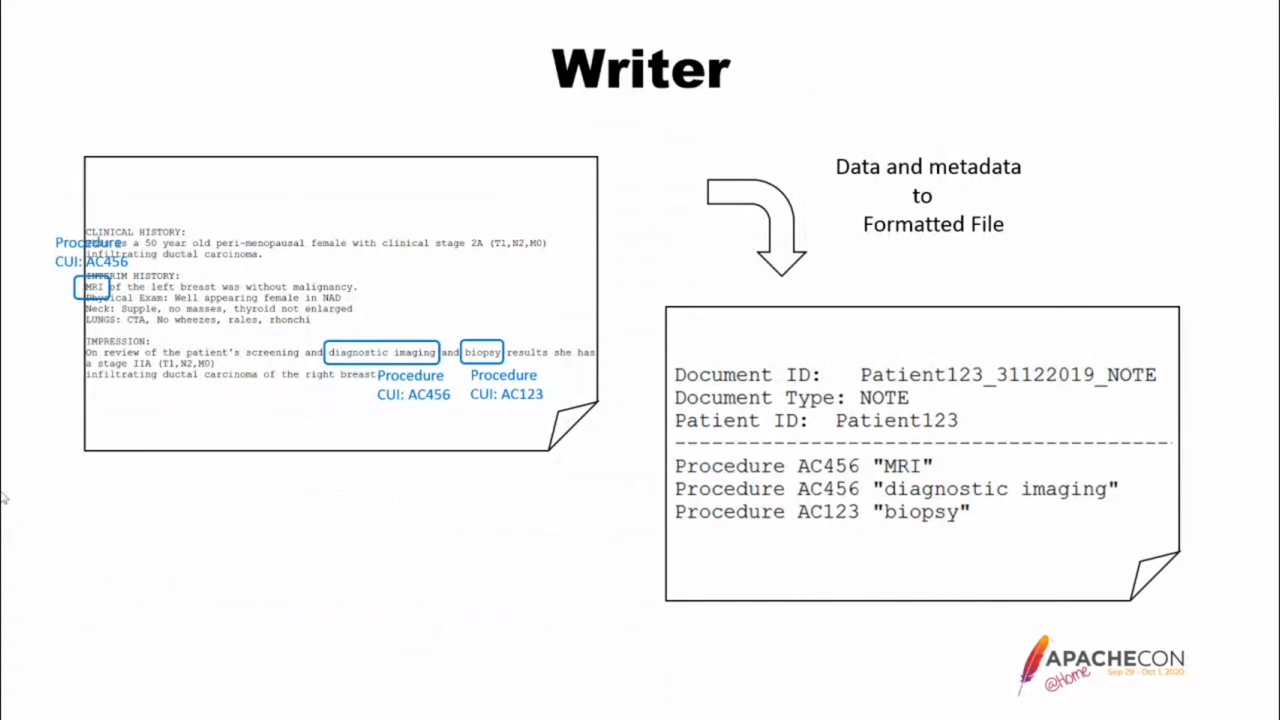 Writer
Data and metadata
to
Formatted File
CLINICAL HISTORY:
a 50 year old peri-menopausal female with clinical stage 2A (T1,N2,M0)
infiltrating ductal carcinoma.
Procedure
CUI: AC456
INTERIM HISTORY:
MRI of the left breast was without malignancy.
Physical Exam: Well appearing female in NAD
Neck: Supple, no masses, thyroid not enlarged
LUNGS: CTA, No wheezes, rales, rhonchi
IMPRESSION:
On review of the patient's screening and diagnostic imaging and biopsy results she has
a stage IIA (T1,N2,M0)
infiltrating ductal carcinoma of the right breast
Procedure
CUI: AC456
Procedure
CUI: AC123
Document ID: Patient123_31122019_NOTE
Document Type: NOTE
Patient ID: Patient123
Procedure AC456 "MRI"
Procedure AC456 "diagnostic imaging"
Procedure AC123 "biopsy"
APACHECON
@Home
Sep 29 - Oct 1, 2020